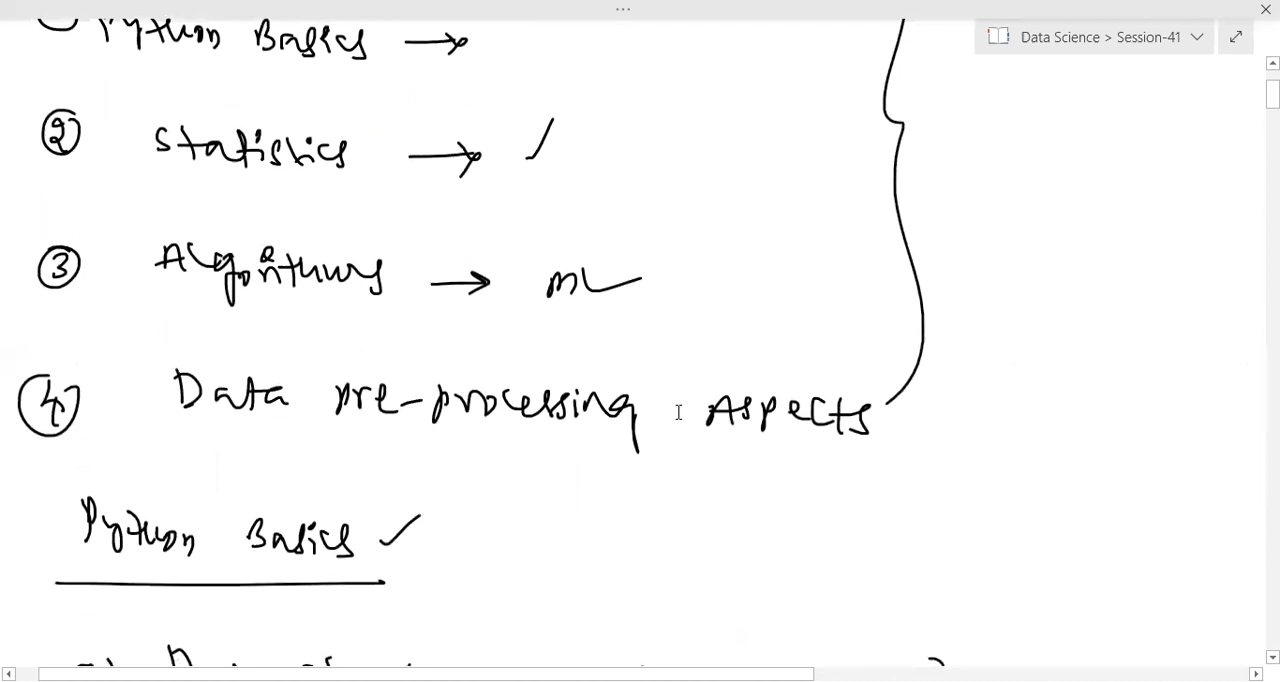 Data Science > Session-41
Python Basics →
② Statistics → ✓
③ Algorithms → ML
④ Data pre-processing Aspects
Python Basics ✓